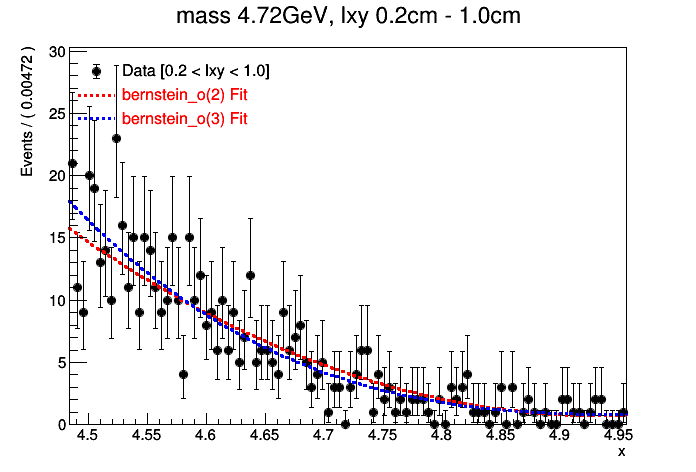 mass 4.72GeV, lxy 0.2cm - 1.0cm
Events / ( 0.00472 )
30
25
20
15
10
5
0
Data [0.2 < lxy < 1.0]
bernstein_o(2) Fit
bernstein_o(3) Fit
4.5 4.55 4.6 4.65 4.7 4.75 4.8 4.85 4.9 4.95
x